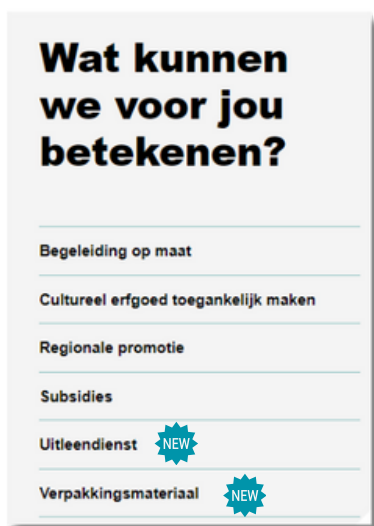 Wat kunnen
we voor jou
betekenen?
Begeleiding op maat
Cultureel erfgoed toegankelijk maken
Regionale promotie
Subsidies
Uitleendienst NEW
Verpakkingsmateriaal NEW